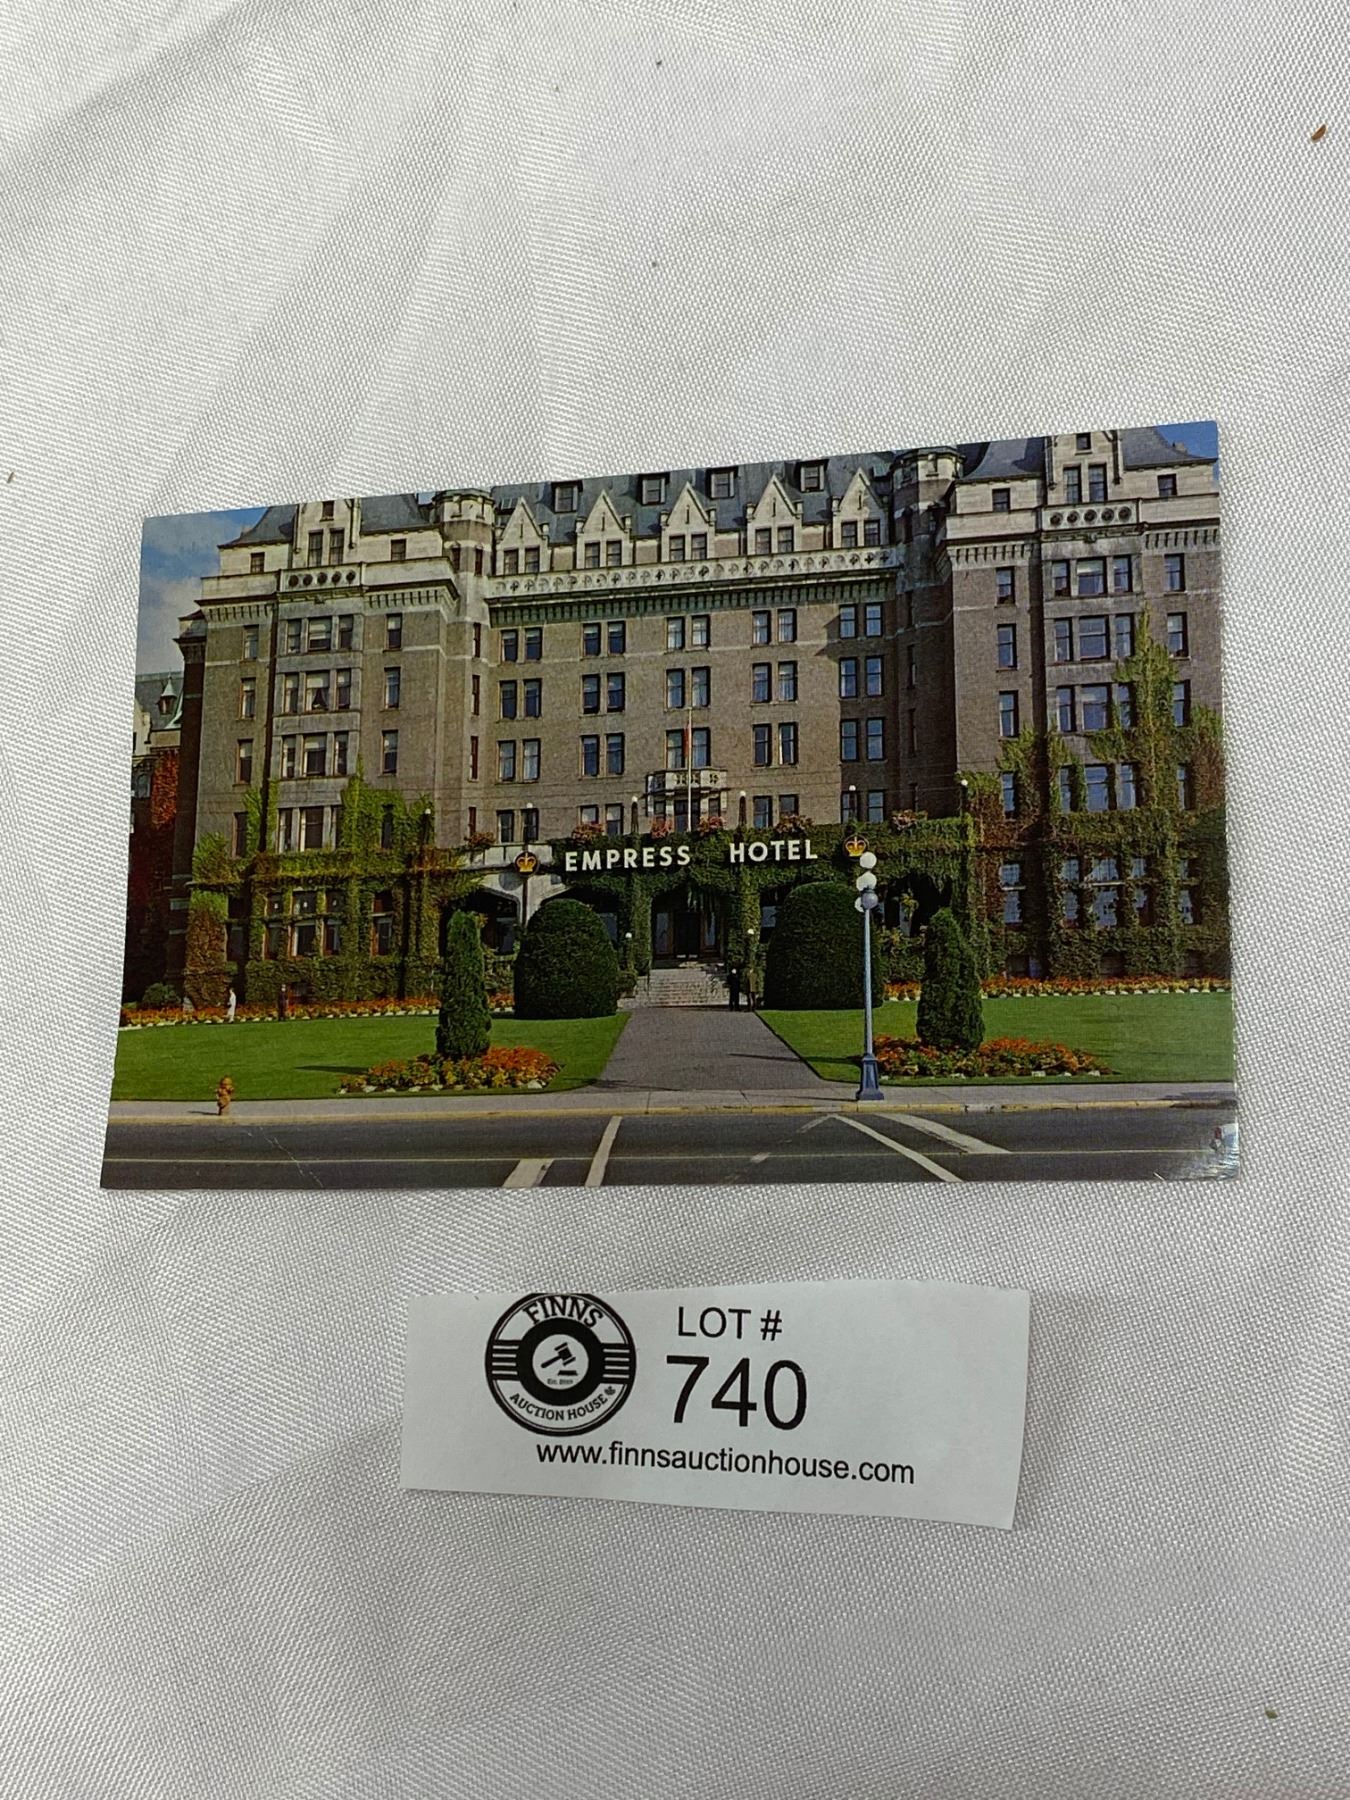 EMPRESS HOTEL
FINNS
AUCTION HOUSE
LOT #
740
www.finnsauctionhouse.com